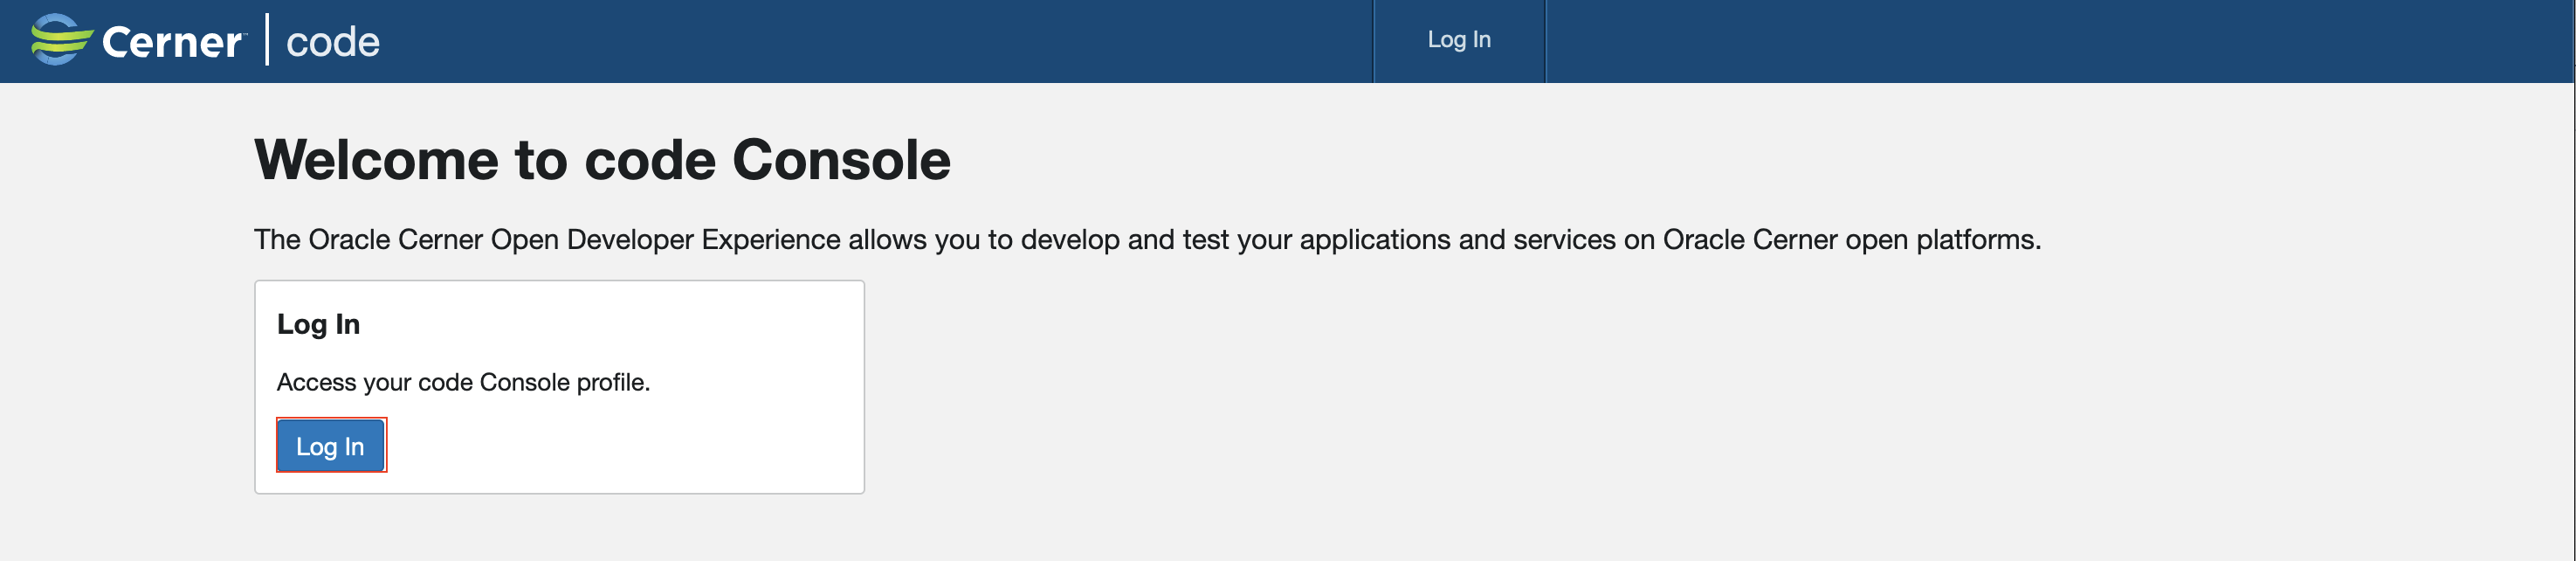 Cerner™ | code
Log In
Welcome to code Console
The Oracle Cerner Open Developer Experience allows you to develop and test your applications and services on Oracle Cerner open platforms.
Log In
Access your code Console profile.
Log In